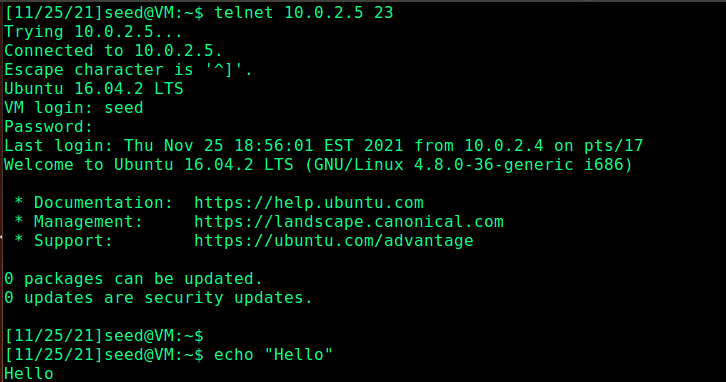 [11/25/21]seed@VM:~$ telnet 10.0.2.5 23
Trying 10.0.2.5...
Connected to 10.0.2.5.
Escape character is '^]'.
Ubuntu 16.04.2 LTS
VM login: seed
Password:
Last login: Thu Nov 25 18:56:01 EST 2021 from 10.0.2.4 on pts/17
Welcome to Ubuntu 16.04.2 LTS (GNU/Linux 4.8.0-36-generic i686)

 * Documentation:  https://help.ubuntu.com
 * Management:     https://landscape.canonical.com
 * Support:        https://ubuntu.com/advantage

0 packages can be updated.
0 updates are security updates.

[11/25/21]seed@VM:~$
[11/25/21]seed@VM:~$ echo "Hello"
Hello